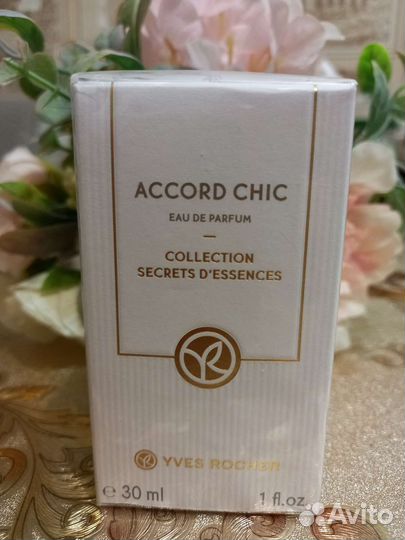 ACCORD CHIC
EAU DE PARFUM
COLLECTION
SECRETS D'ESSENCES
YVES ROCHER
℮ 30 ml 1 fl.oz.
Avito